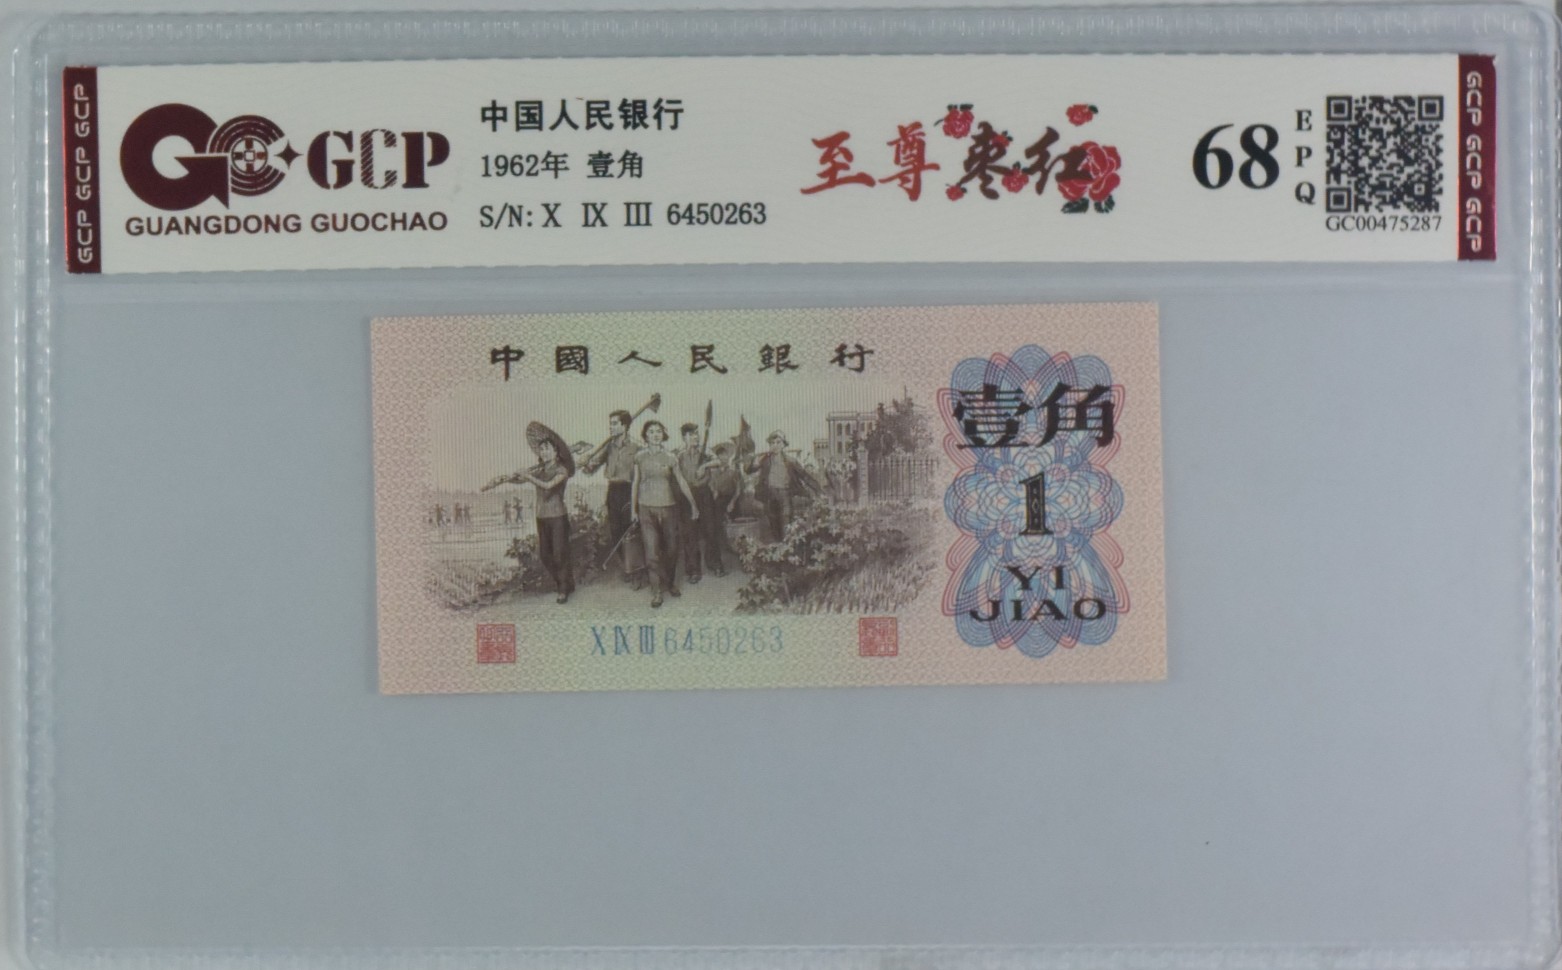 GCP GCP GCP
GCP
GUANGDONG GUOCHAO
中国人民银行
1962年 壹角
S/N: X IX III 6450263
至尊枣红
68
EPQ
GC00475287
GCP GCP GCP
中國人民銀行
壹角
1
YI
JIAO
X IX III 6450263